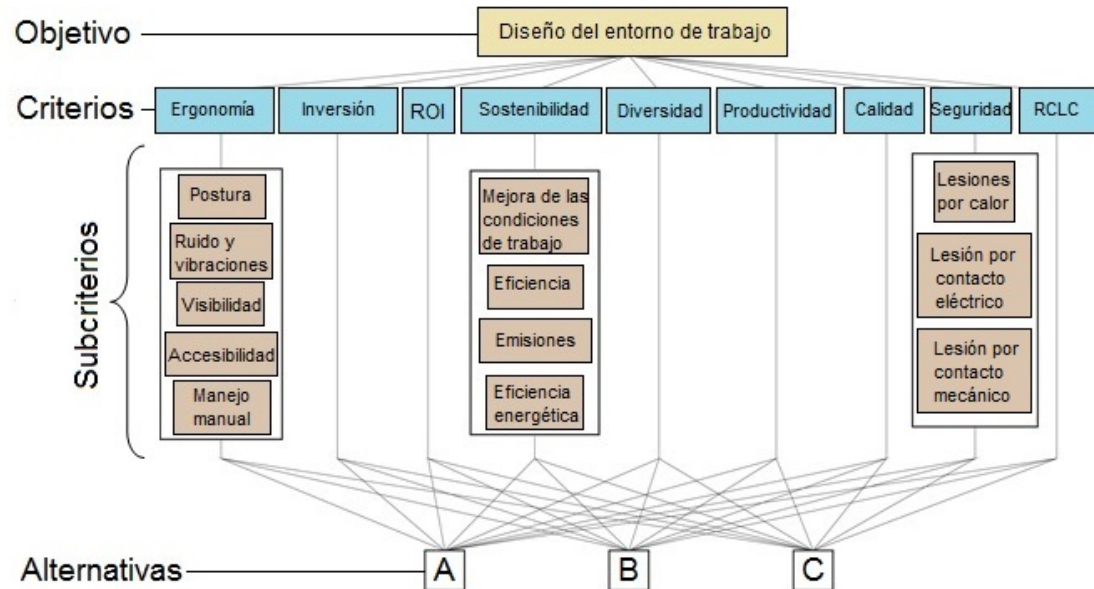 Objetivo
Diseño del entorno de trabajo
Criterios
Ergonomía
Inversión
ROI
Sostenibilidad
Diversidad
Productividad
Calidad
Seguridad
RCLC
Subcriterios
Postura
Ruido y
vibraciones
Visibilidad
Accesibilidad
Manejo
manual
Mejora de las
condiciones
de trabajo
Eficiencia
Emisiones
Eficiencia
energética
Lesiones
por calor
Lesión por
contacto
eléctrico
Lesión por
contacto
mecánico
Alternativas
A
B
C